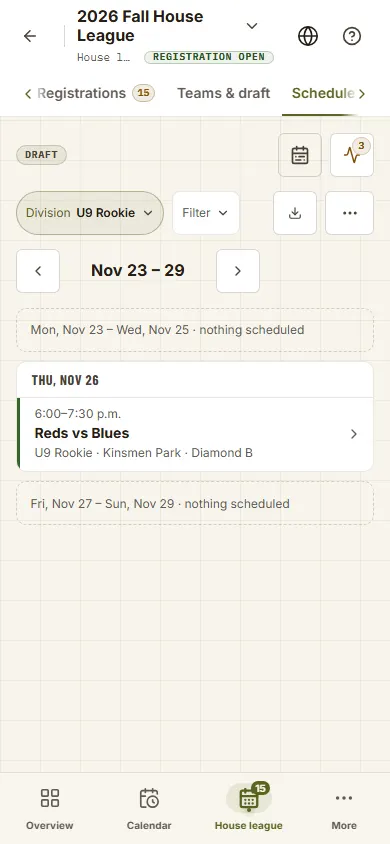 2026 Fall House
League
House l… REGISTRATION OPEN
Registrations 15 Teams & draft Schedule
DRAFT
3
Division U9 Rookie Filter
Nov 23 – 29
Mon, Nov 23 – Wed, Nov 25 · nothing scheduled
THU, NOV 26
6:00–7:30 p.m.
Reds vs Blues
U9 Rookie · Kinsmen Park · Diamond B
Fri, Nov 27 – Sun, Nov 29 · nothing scheduled
15
Overview Calendar House league More